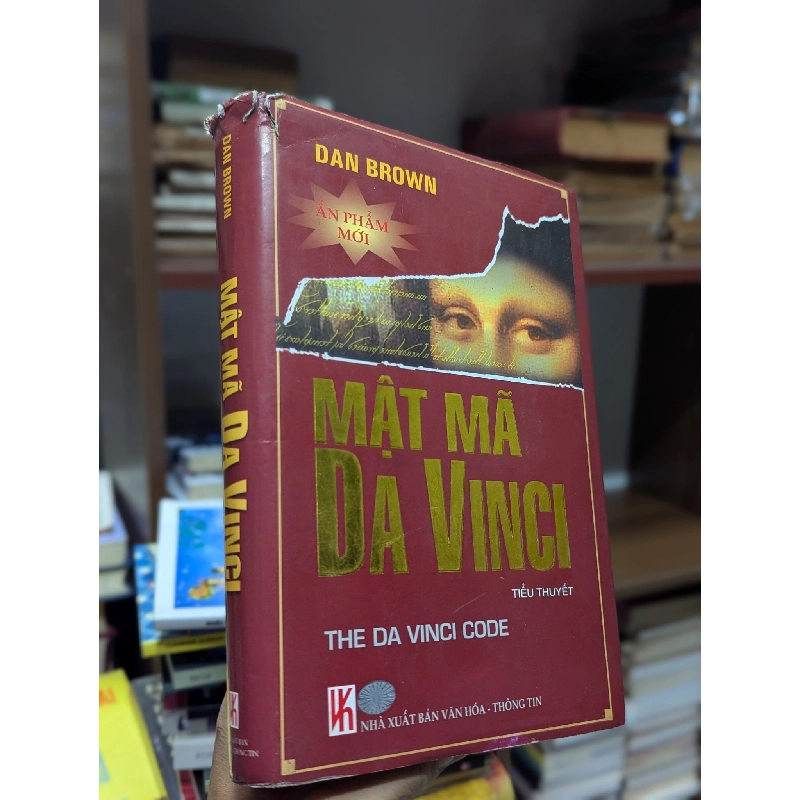 DAN BROWN
ẤN PHẨM
MỚI
MẬT MÃ
DA VINCI
TIỂU THUYẾT
THE DA VINCI CODE
NHÀ XUẤT BẢN VĂN HÓA - THÔNG TIN
DAN BROWN
MẬT MÃ DA VINCI